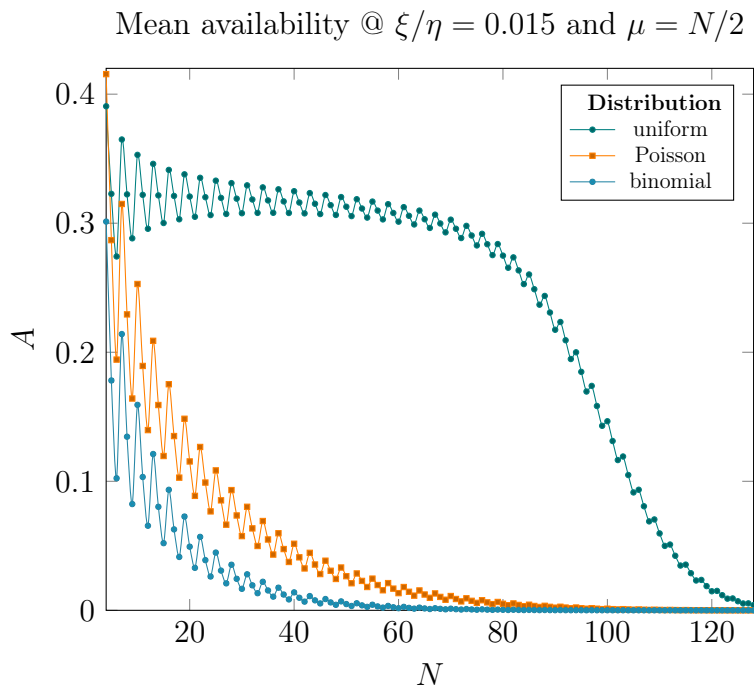 Mean availability @ ξ/η = 0.015 and μ = N/2
0.4
0.3
0.2
0.1
0
A
Distribution
uniform
Poisson
binomial
20 40 60 80 100 120
N